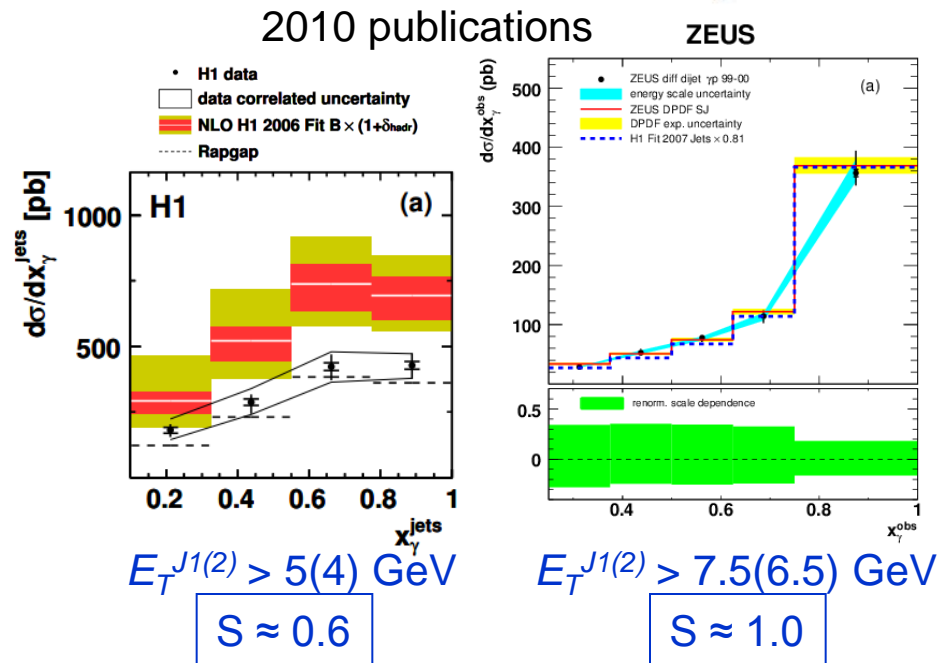 2010 publications
H1 data
data correlated uncertainty
NLO H1 2006 Fit B × (1+δhadr)
Rapgap
H1
(a)
dσ/dxγjets [pb]
1000
500
0.2 0.4 0.6 0.8 1
xγjets
ETJ1(2) > 5(4) GeV
S ≈ 0.6
ZEUS
ZEUS diff dijet γp 99-00
energy scale uncertainty
ZEUS DPDF SJ
DPDF exp. uncertainty
H1 Fit 2007 Jets × 0.81
(a)
dσ/dxγobs (pb)
500
400
300
200
100
renorm. scale dependence
0.5
0
0.4 0.6 0.8 1
xγobs
ETJ1(2) > 7.5(6.5) GeV
S ≈ 1.0